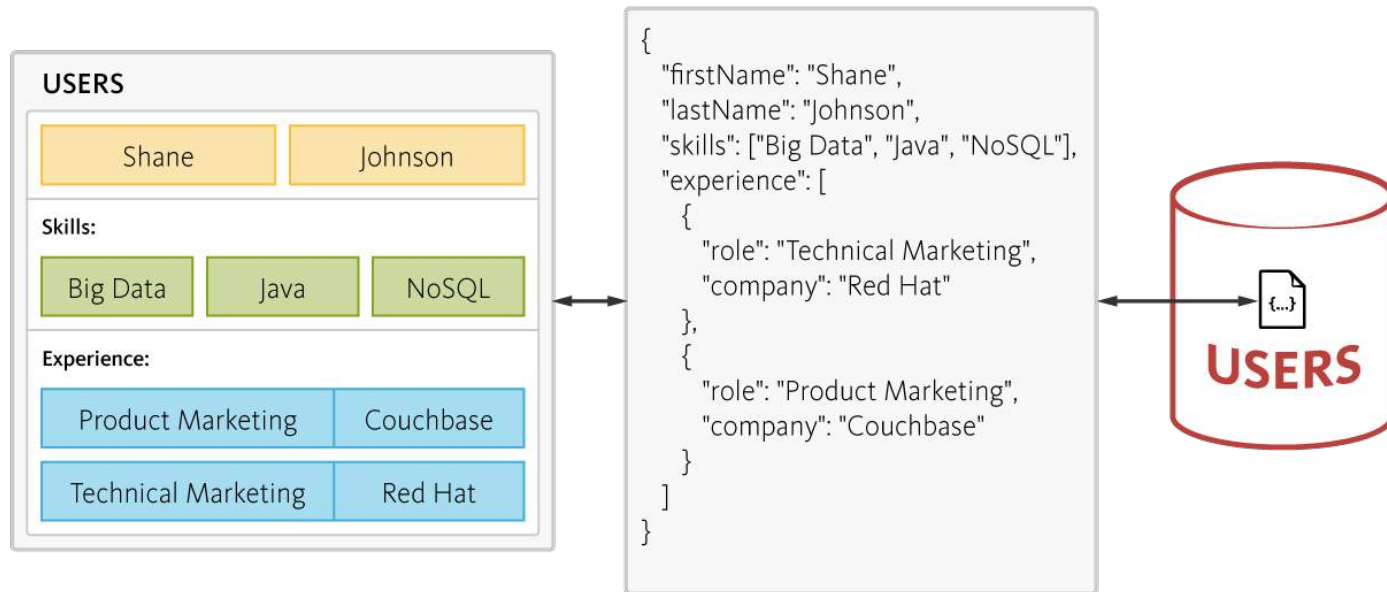 USERS
Shane Johnson
Skills:
Big Data Java NoSQL
Experience:
Product Marketing Couchbase
Technical Marketing Red Hat
{
"firstName": "Shane",
"lastName": "Johnson",
"skills": ["Big Data", "Java", "NoSQL"],
"experience": [
{
"role": "Technical Marketing",
"company": "Red Hat"
},
{
"role": "Product Marketing",
"company": "Couchbase"
}
]
}
{...}
USERS